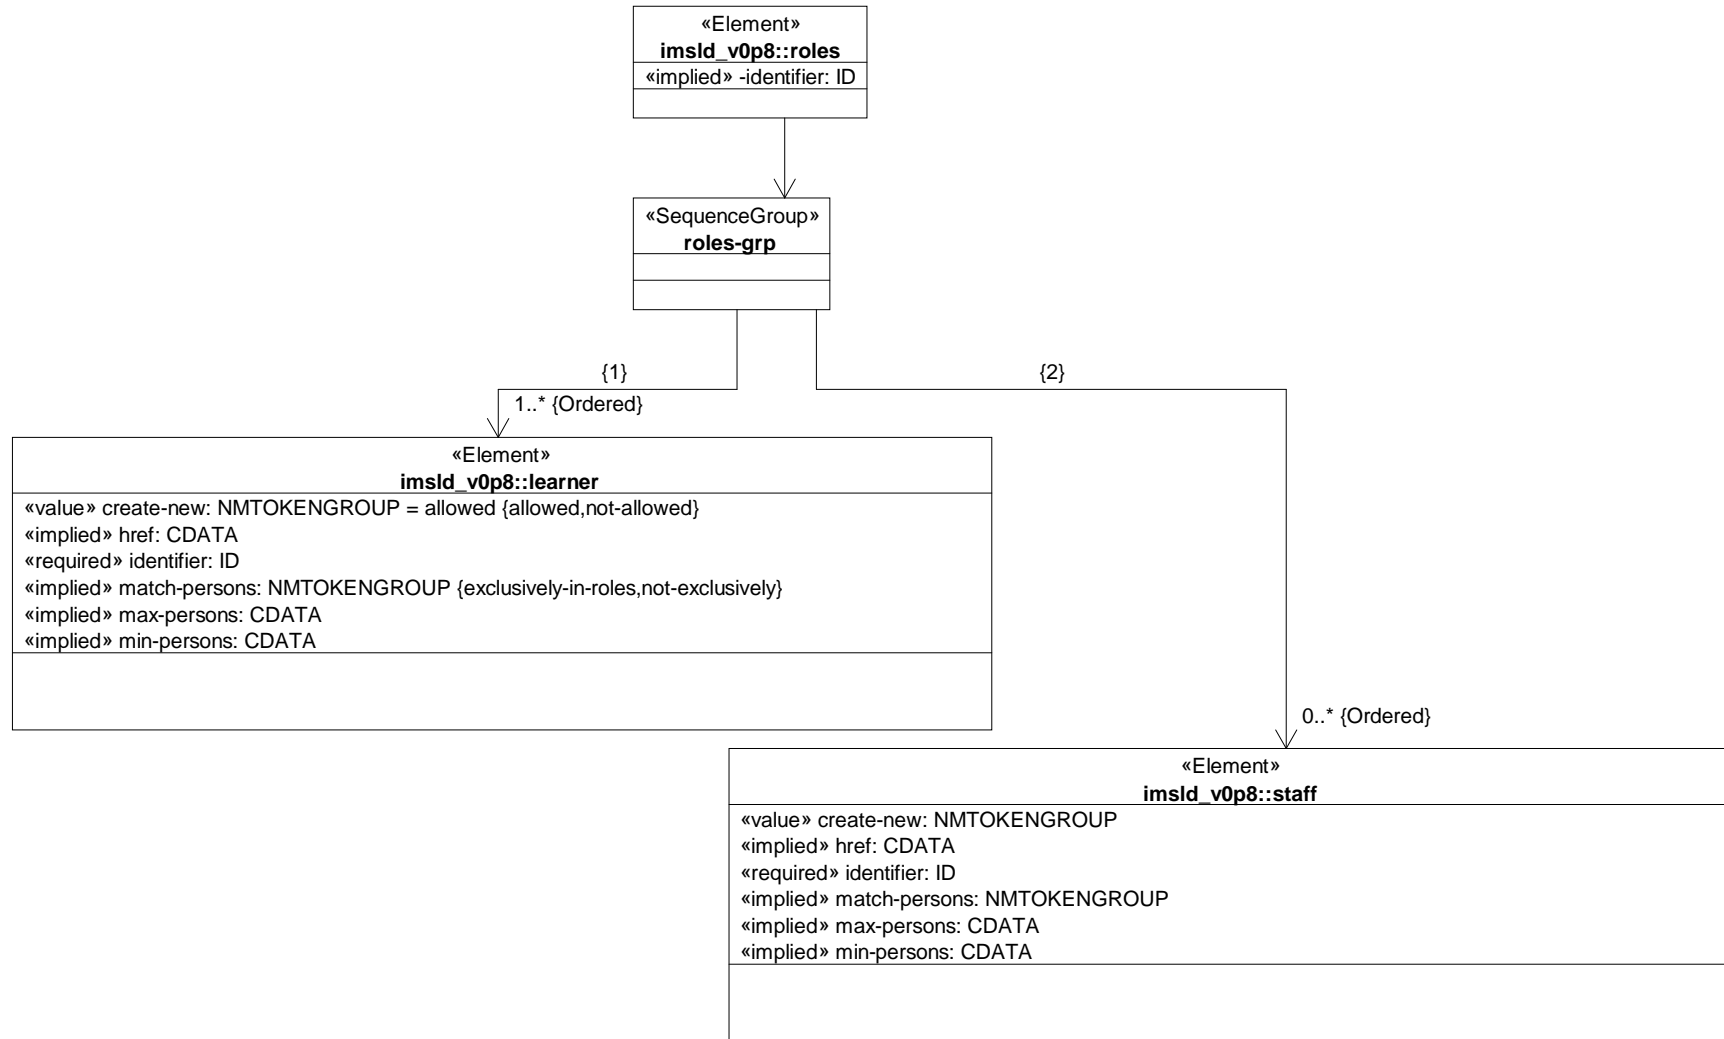 «Element»
imsld_v0p8::roles
«implied» -identifier: ID
«SequenceGroup»
roles-grp
{1}
{2}
1..* {Ordered}
«Element»
imsld_v0p8::learner
«value» create-new: NMTOKENGROUP = allowed {allowed,not-allowed}
«implied» href: CDATA
«required» identifier: ID
«implied» match-persons: NMTOKENGROUP {exclusively-in-roles,not-exclusively}
«implied» max-persons: CDATA
«implied» min-persons: CDATA
0..* {Ordered}
«Element»
imsld_v0p8::staff
«value» create-new: NMTOKENGROUP
«implied» href: CDATA
«required» identifier: ID
«implied» match-persons: NMTOKENGROUP
«implied» max-persons: CDATA
«implied» min-persons: CDATA